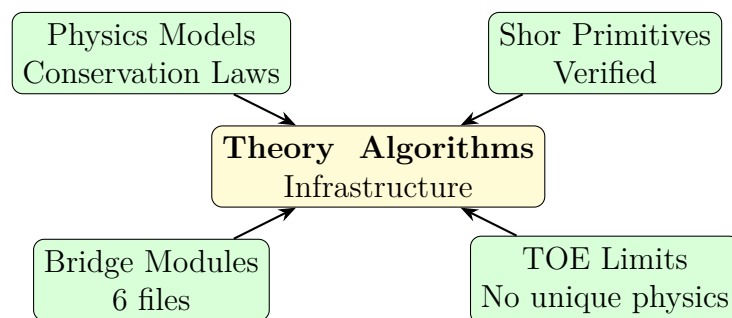 Physics Models
Conservation Laws
Shor Primitives
Verified
Theory Algorithms
Infrastructure
Bridge Modules
6 files
TOE Limits
No unique physics